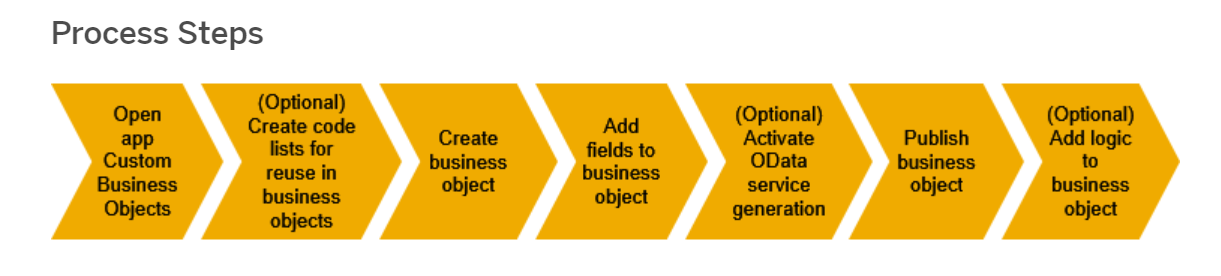 Process Steps
Open
app
Custom
Business
Objects
(Optional)
Create code
lists for
reuse in
business
objects
Create
business
object
Add
fields to
business
object
(Optional)
Activate
OData
service
generation
Publish
business
object
(Optional)
Add logic
to
business
object